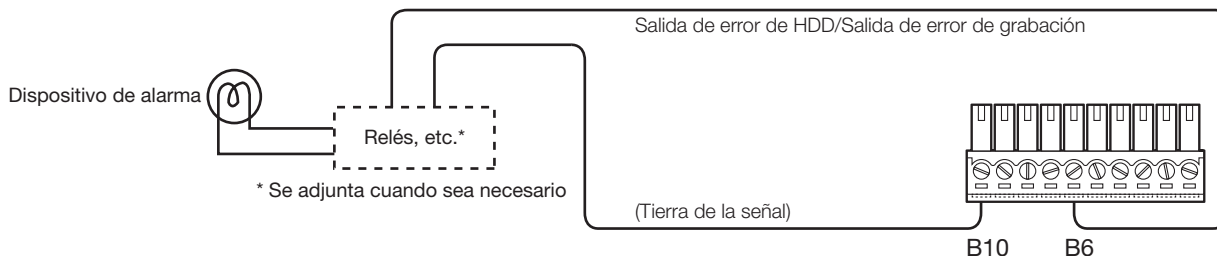 Salida de error de HDD/Salida de error de grabación
Dispositivo de alarma
Relés, etc.*
* Se adjunta cuando sea necesario
(Tierra de la señal)
B10 B6